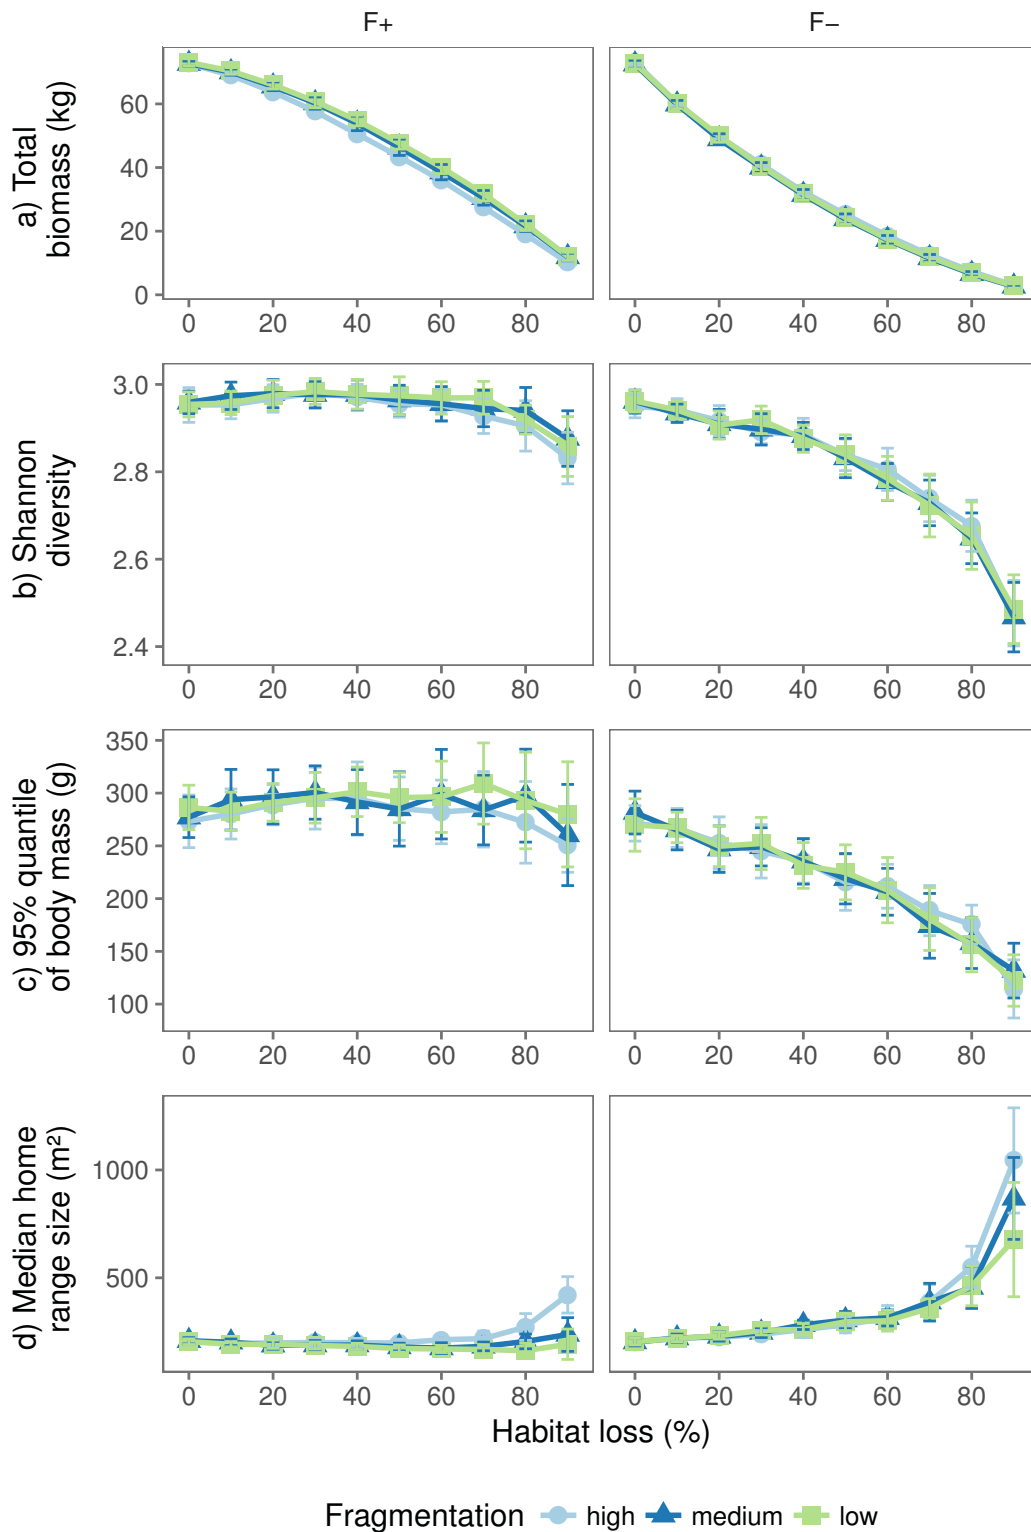 F+ F−
a) Total
biomass (kg)
60
40
20
0
0 20 40 60 80 0 20 40 60 80
b) Shannon
diversity
3.0
2.8
2.6
2.4
0 20 40 60 80 0 20 40 60 80
c) 95% quantile
of body mass (g)
350
300
250
200
150
100
0 20 40 60 80 0 20 40 60 80
d) Median home
range size (m²)
1000
500
0 20 40 60 80 0 20 40 60 80
Habitat loss (%)
Fragmentation high medium low